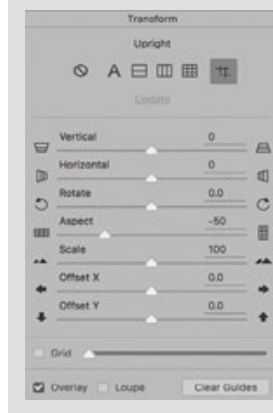 Transform
Upright
A
Update
Vertical 0
Horizontal 0
Rotate 0.0
Aspect -50
Scale 100
Offset X 0.0
Offset Y 0.0
Grid
Overlay Loupe Clear Guides